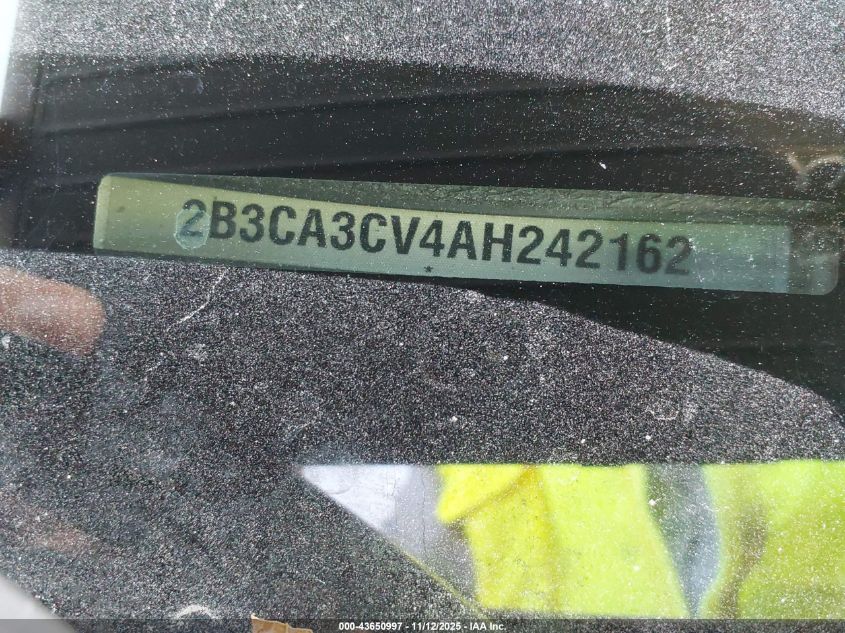 2B3CA3CV4AH242162
*
000-43650997 - 11/12/2025 - IAA Inc.